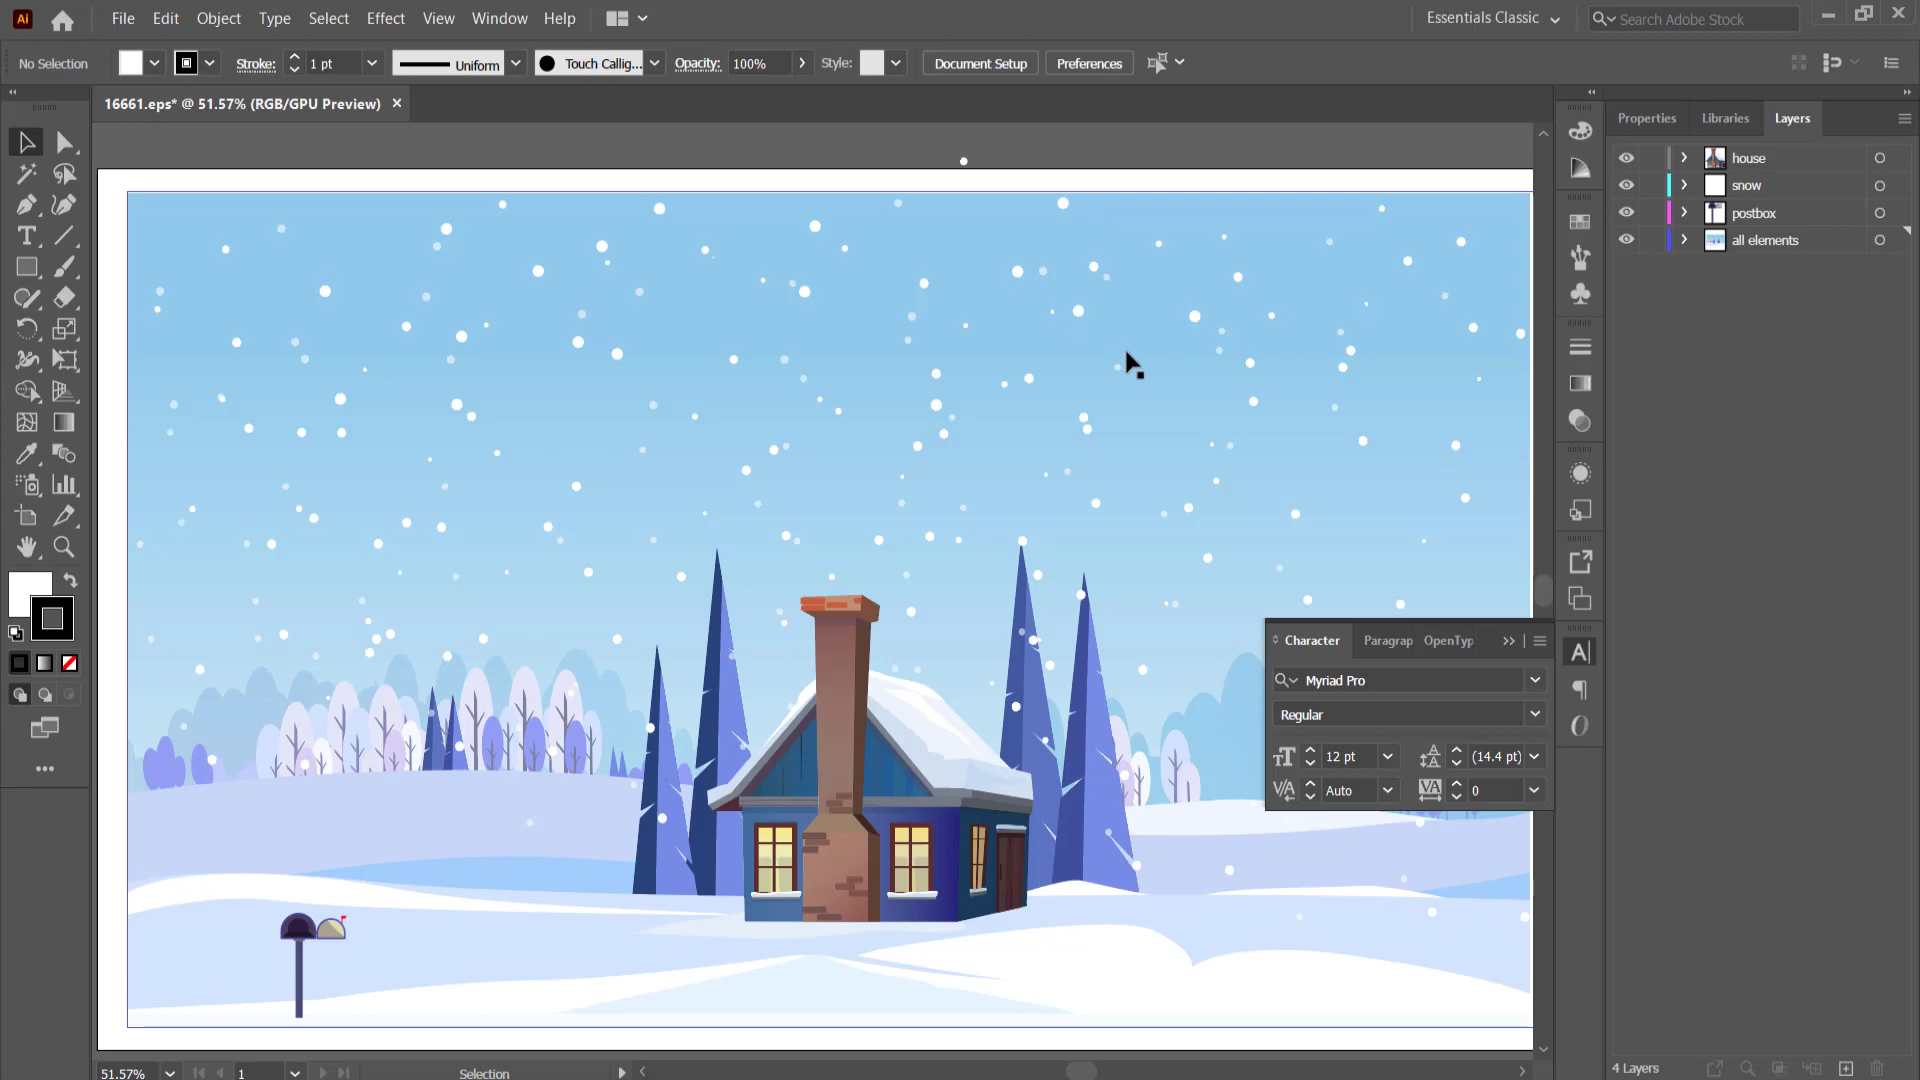 Ai File Edit Object Type Select Effect View Window Help Essentials Classic Search Adobe Stock
No Selection Stroke: 1 pt Uniform Touch Callig... Opacity: 100% Style: Document Setup Preferences
16661.eps* @ 51.57% (RGB/GPU Preview) ×
Properties Libraries Layers
house
snow
postbox
all elements
Character Paragrap OpenTyp
Myriad Pro
Regular
12 pt (14.4 pt)
Auto 0
51.57% 1 Selection
4 Layers